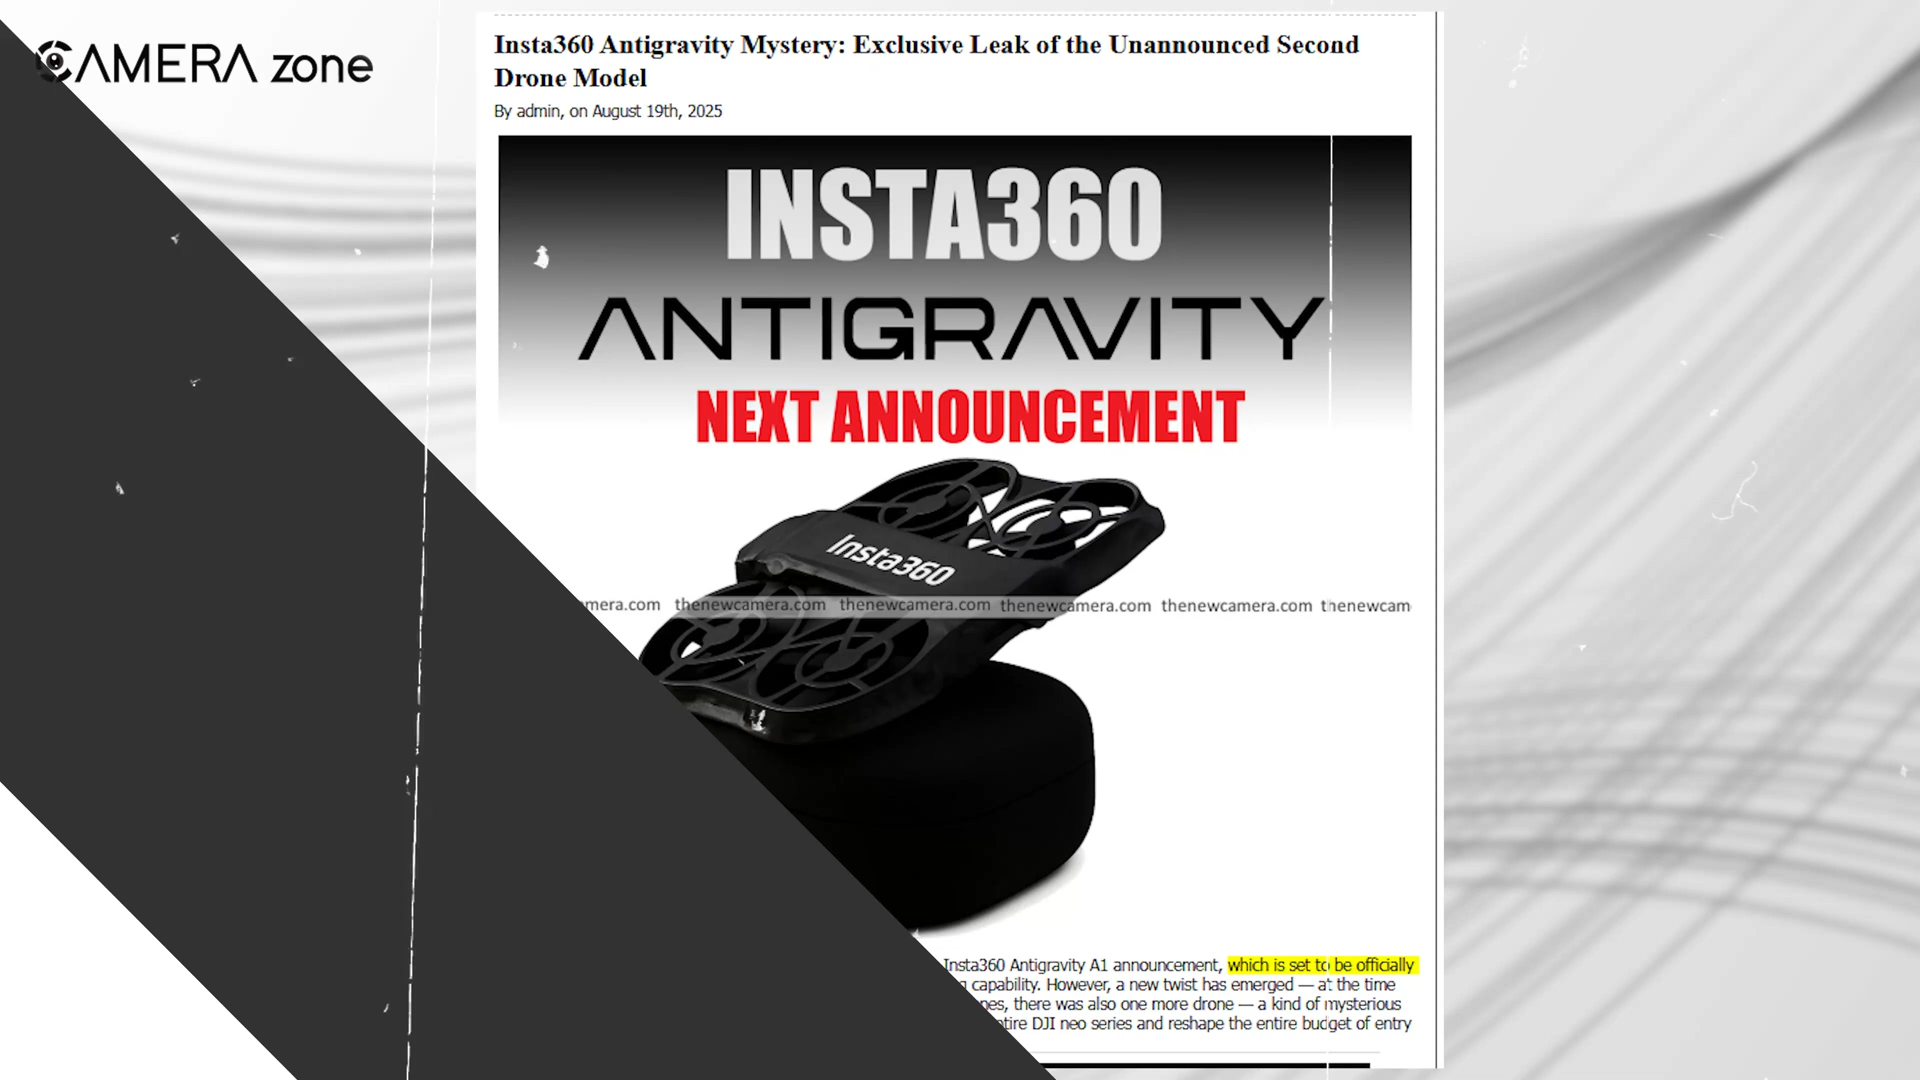 CAMERA zone
Insta360 Antigravity Mystery: Exclusive Leak of the Unannounced Second
Drone Model
By admin, on August 19th, 2025
INSTA360
ANTIGRAVITY
NEXT ANNOUNCEMENT
Insta360
thenewcamera.com thenewcamera.com thenewcamera.com thenewcamera.com
Insta360 Antigravity A1 announcement, which is set to be officially
capability. However, a new twist has emerged — at the time
there was also one more drone — a kind of mysterious
DJI neo series and reshape the entire budget of entry